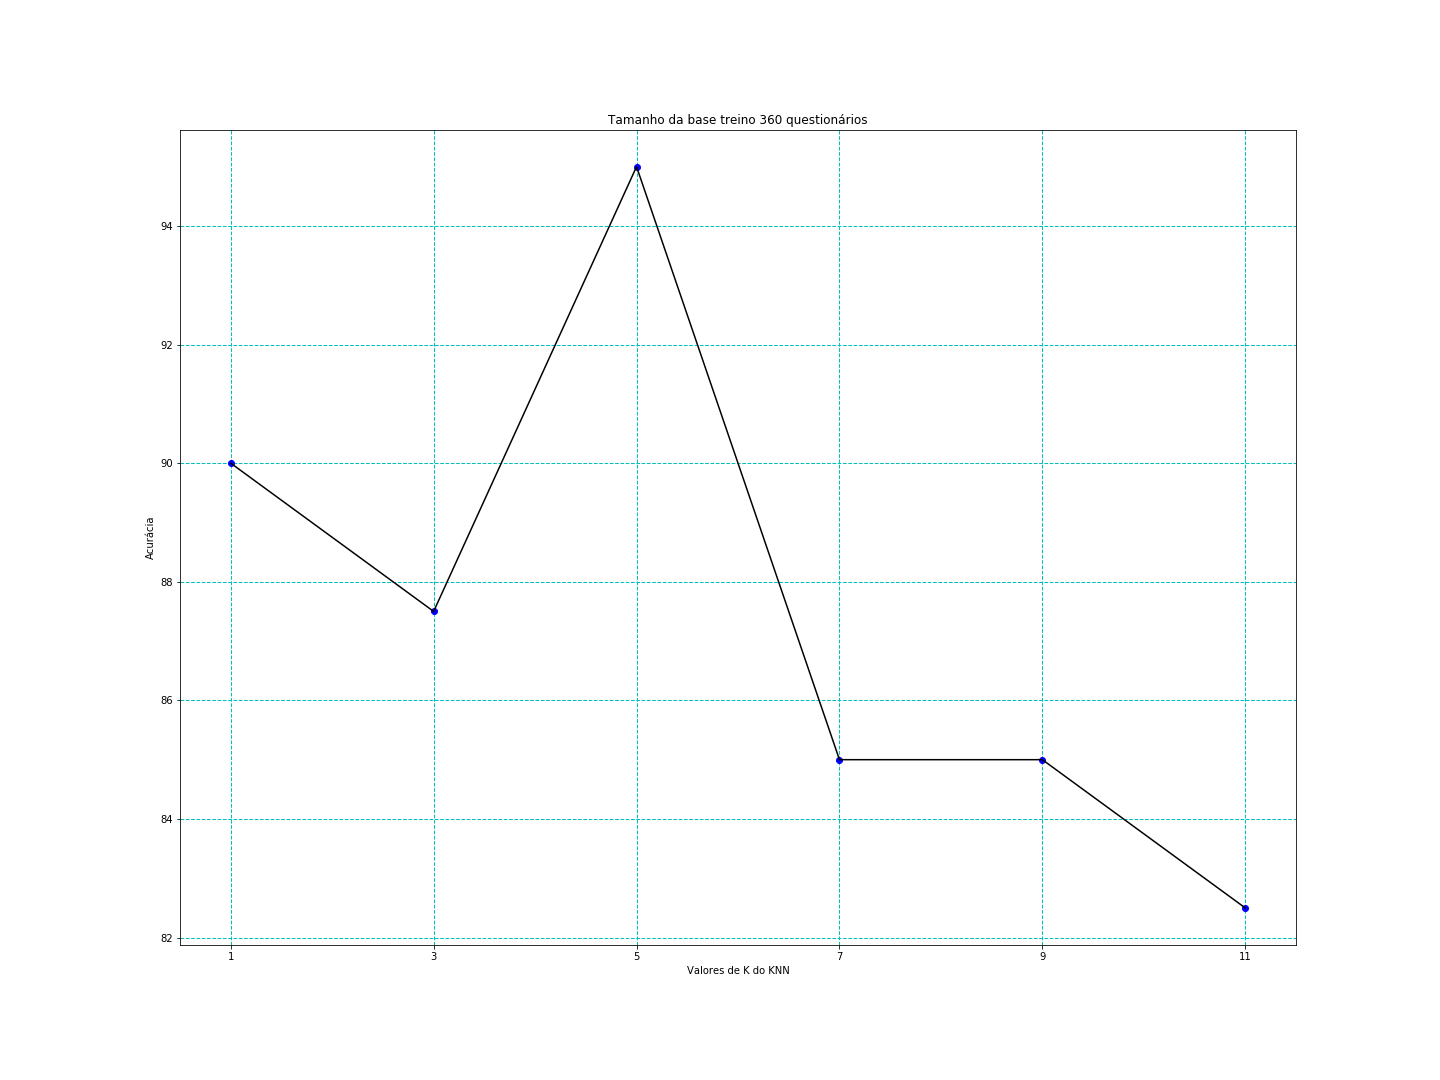 Tamanho da base treino 360 questionários
94
92
90
88
86
84
82
Acurácia
1 3 5 7 9 11
Valores de K do KNN